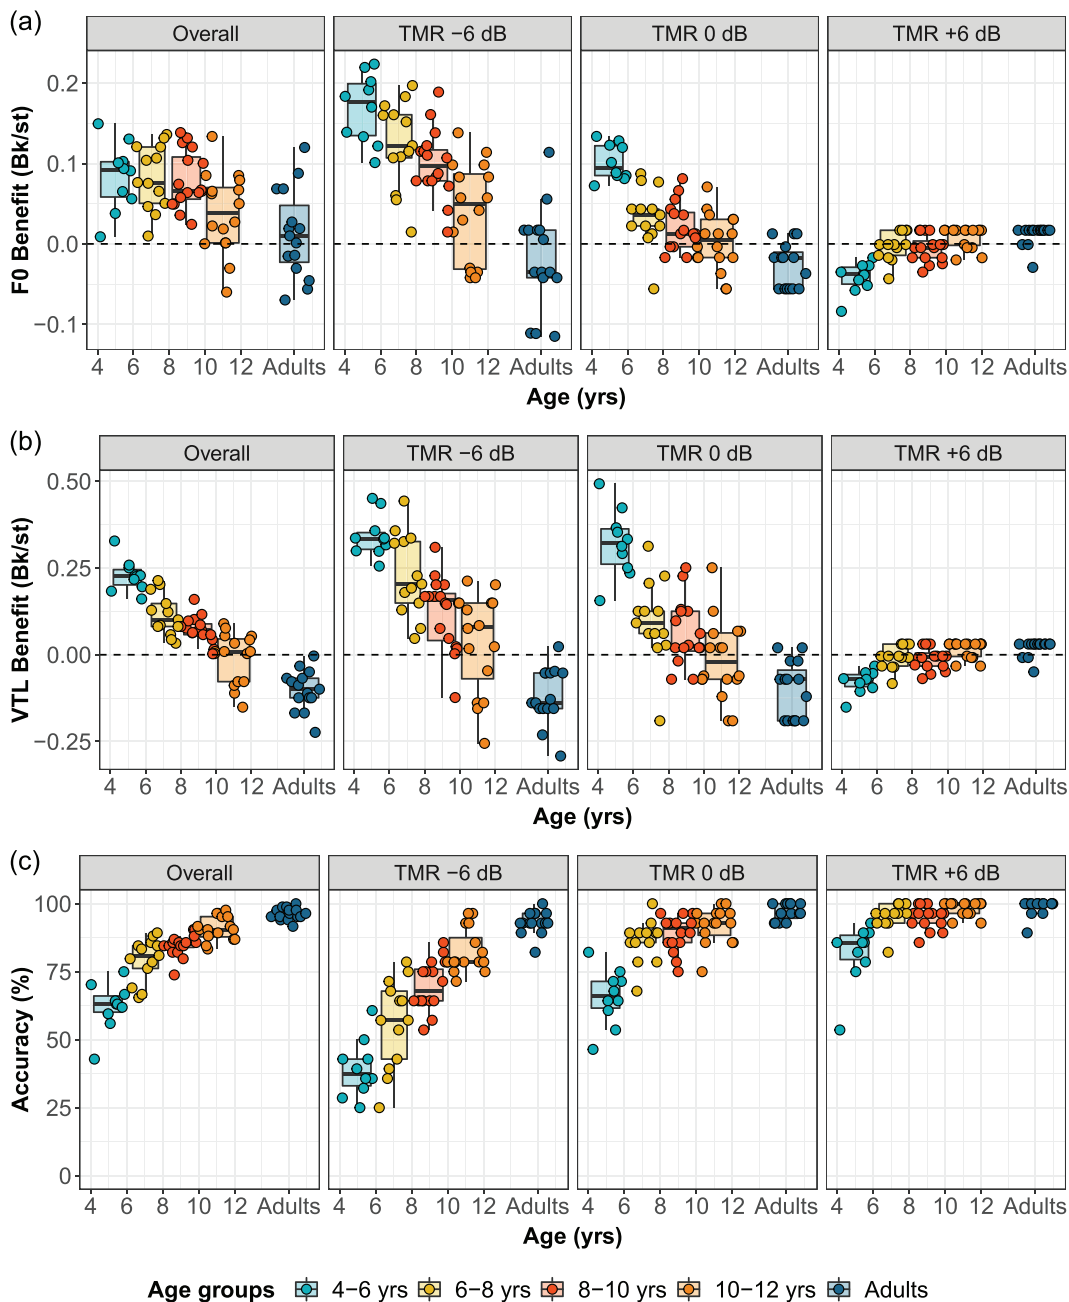 (a)
Overall TMR −6 dB TMR 0 dB TMR +6 dB
F0 Benefit (Bk/st)
0.2
0.1
0.0
−0.1
4 6 8 10 12 Adults 4 6 8 10 12 Adults 4 6 8 10 12 Adults 4 6 8 10 12 Adults
Age (yrs)
(b)
Overall TMR −6 dB TMR 0 dB TMR +6 dB
VTL Benefit (Bk/st)
0.50
0.25
0.00
−0.25
4 6 8 10 12 Adults 4 6 8 10 12 Adults 4 6 8 10 12 Adults 4 6 8 10 12 Adults
Age (yrs)
(c)
Overall TMR −6 dB TMR 0 dB TMR +6 dB
Accuracy (%)
100
75
50
25
0
4 6 8 10 12 Adults 4 6 8 10 12 Adults 4 6 8 10 12 Adults 4 6 8 10 12 Adults
Age (yrs)
Age groups 4−6 yrs 6−8 yrs 8−10 yrs 10−12 yrs Adults